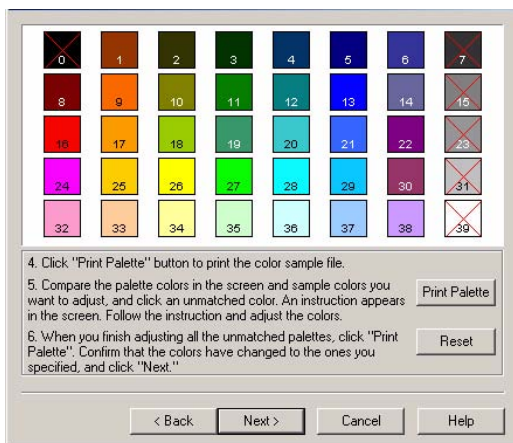 0 1 2 3 4 5 6 7
8 9 10 11 12 13 14 15
16 17 18 19 20 21 22 23
24 25 26 27 28 29 30 31
32 33 34 35 36 37 38 39
4. Click "Print Palette" button to print the color sample file.
5. Compare the palette colors in the screen and sample colors you
want to adjust, and click an unmatched color. An instruction appears
in the screen. Follow the instruction and adjust the colors.
Print Palette
6. When you finish adjusting all the unmatched palettes, click "Print
Palette". Confirm that the colors have changed to the ones you
specified, and click "Next."
Reset
< Back Next > Cancel Help